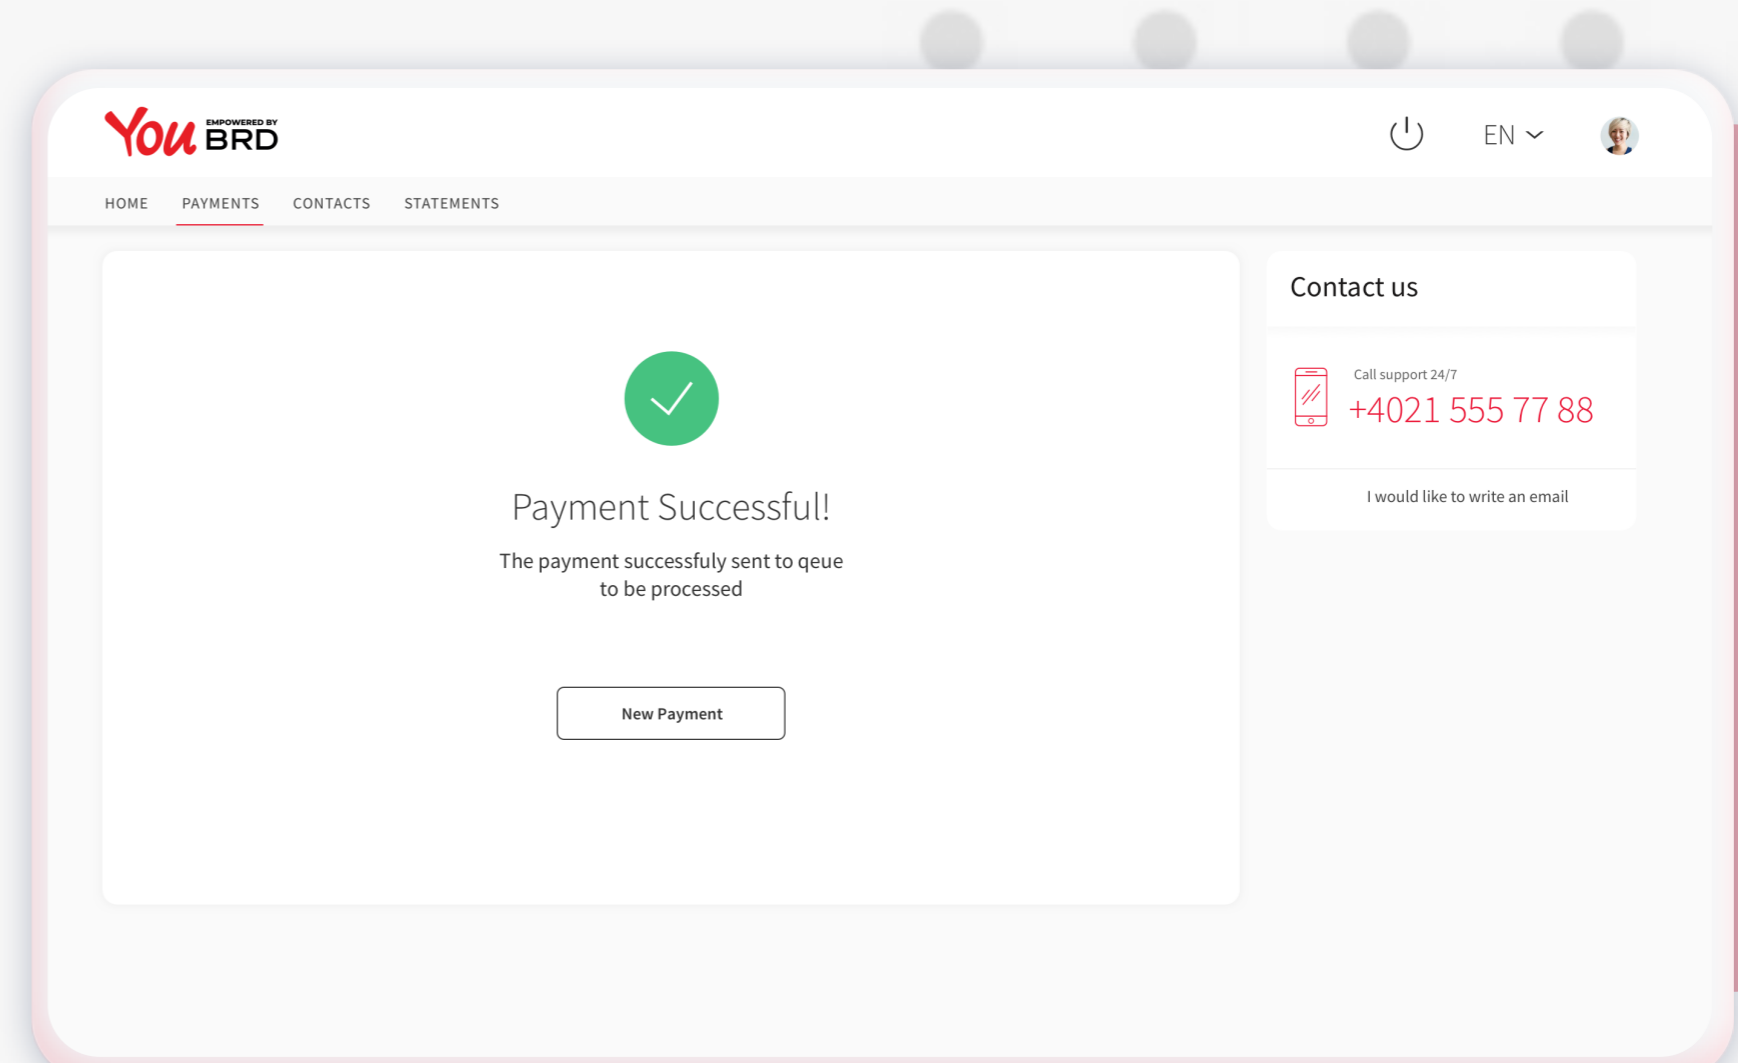 You EMPOWERED BY
BRD
EN
HOME PAYMENTS CONTACTS STATEMENTS
Payment Successful!
The payment successfuly sent to qeue
to be processed
New Payment
Contact us
Call support 24/7
+4021 555 77 88
I would like to write an email